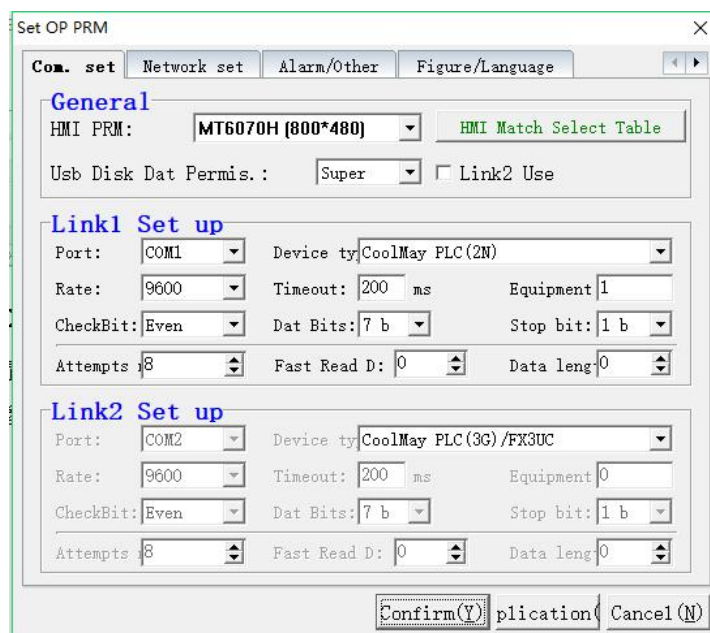 Set OP PRM
Com. set Network set Alarm/Other Figure/Language
General
HMI PRM: MT6070H (800*480) HMI Match Select Table
Usb Disk Dat Permis.: Super Link2 Use
Link1 Set up
Port: COM1 Device ty CoolMay PLC(2N)
Rate: 9600 Timeout: 200 ms Equipment 1
CheckBit: Even Dat Bits: 7 b Stop bit: 1 b
Attempts 8 Fast Read D: 0 Data leng 0
Link2 Set up
Port: COM2 Device ty CoolMay PLC(3G)/FX3UC
Rate: 9600 Timeout: 200 ms Equipment 0
CheckBit: Even Dat Bits: 7 b Stop bit: 1 b
Attempts 8 Fast Read D: 0 Data leng 0
Confirm(Y) plication( Cancel(N)